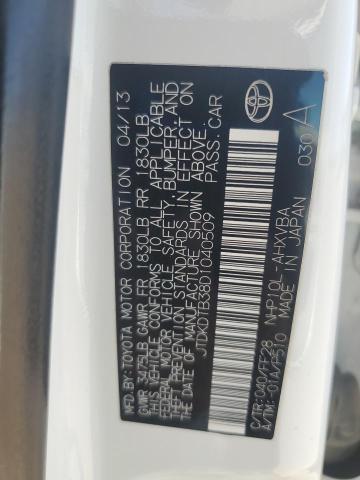 MFD.BY:TOYOTA MOTOR CORPORATION 04/13
GVWR 3475LB GAWR FR 1830LB RR 1830LB
THIS VEHICLE CONFORMS TO ALL APPLICABLE
FEDERAL MOTOR VEHICLE SAFETY, BUMPER, AND
THEFT PREVENTION STANDARDS IN EFFECT ON
THE DATE OF MANUFACTURE SHOWN ABOVE.
JTDKDTB38D1040509 PASS. CAR
C/TR:040/FF28 NHP10L-AHXVBA
A/TM:-01A/P510 MADE IN JAPAN 030 A
TOYOTA